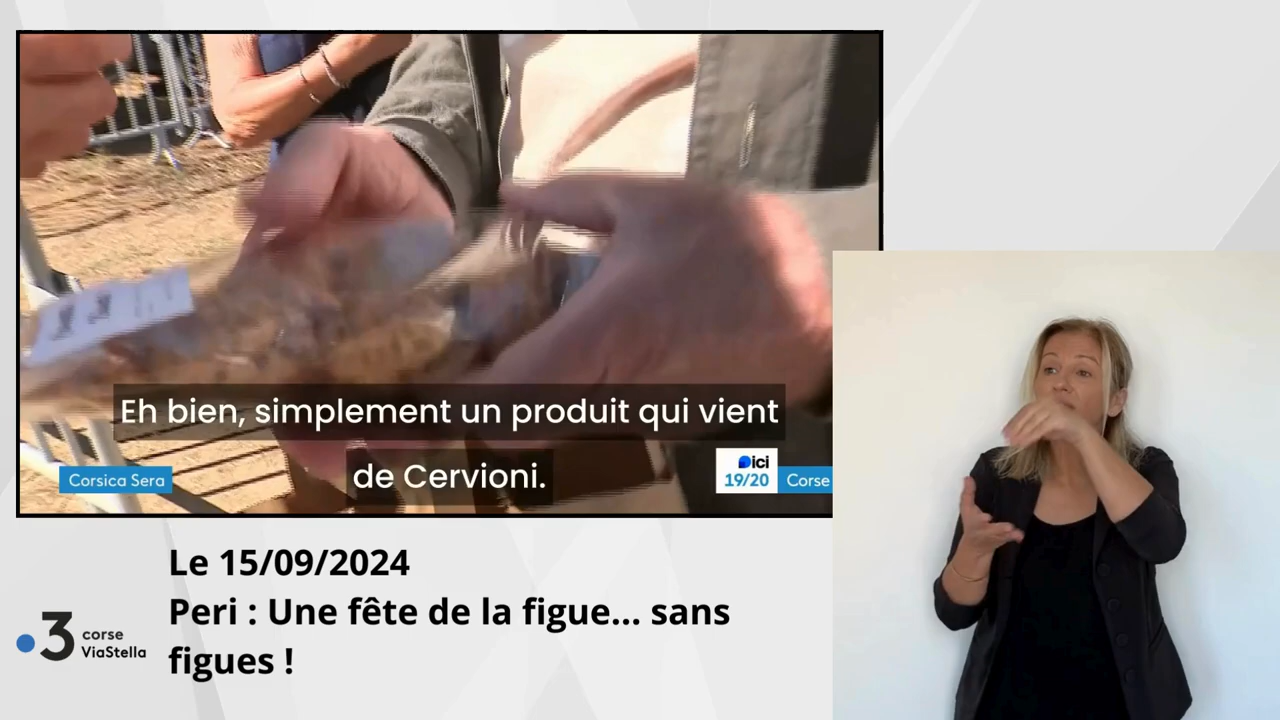 Eh bien, simplement un produit qui vient
de Cervioni.
Corsica Sera
ici
19/20
Corse
Le 15/09/2024
Peri : Une fête de la figue... sans
figues !
3 corse
ViaStella